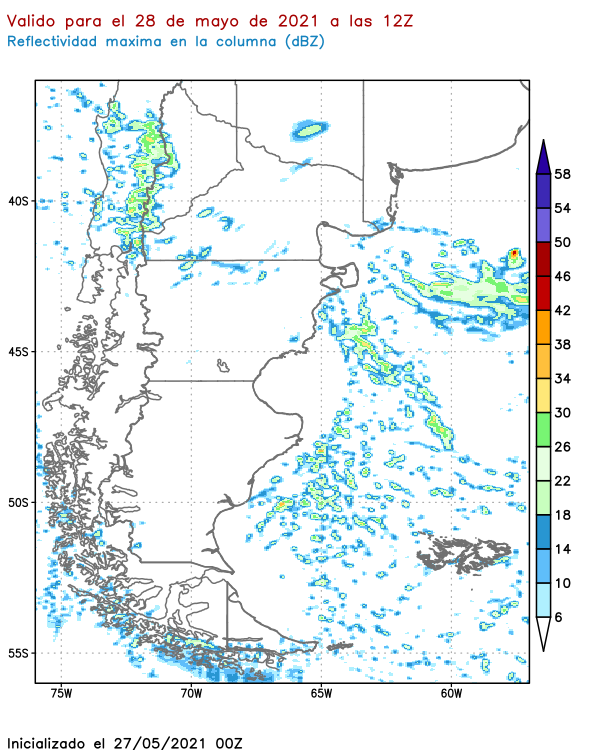 Valido para el 28 de mayo de 2021 a las 12Z
Reflectividad maxima en la columna (dBZ)
58
54
50
46
42
38
34
30
26
22
18
14
10
6
40S
45S
50S
55S
75W
70W
65W
60W
Inicializado el 27/05/2021 00Z